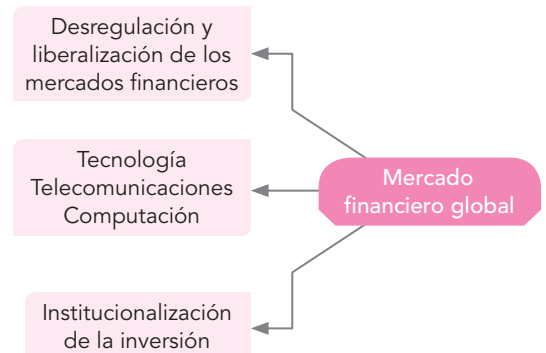 Desregulación y
liberalización de los
mercados financieros
Tecnología
Telecomunicaciones
Computación
Mercado
financiero global
Institucionalización
de la inversión